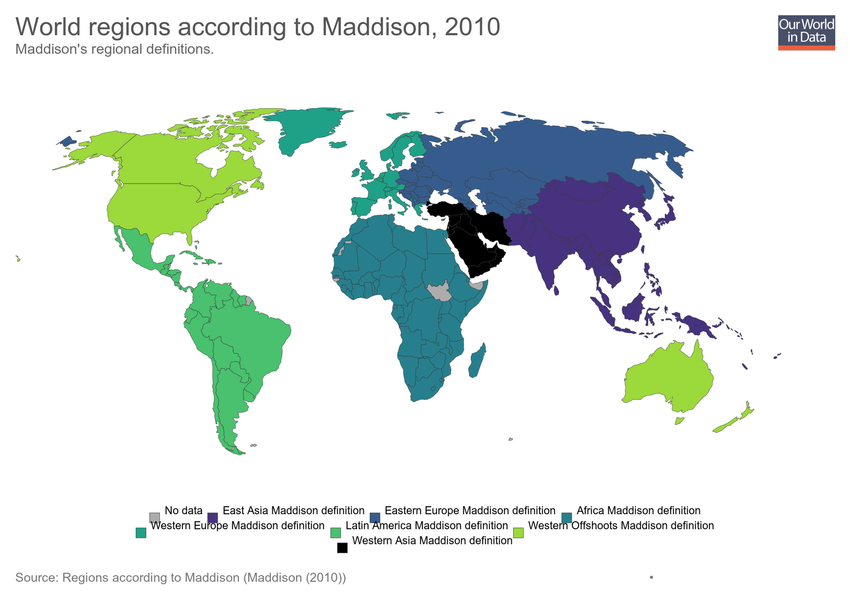 World regions according to Maddison, 2010
Maddison's regional definitions.
Our World
in Data
No data East Asia Maddison definition Eastern Europe Maddison definition Africa Maddison definition
Western Europe Maddison definition Latin America Maddison definition Western Offshoots Maddison definition
Western Asia Maddison definition
Source: Regions according to Maddison (Maddison (2010))